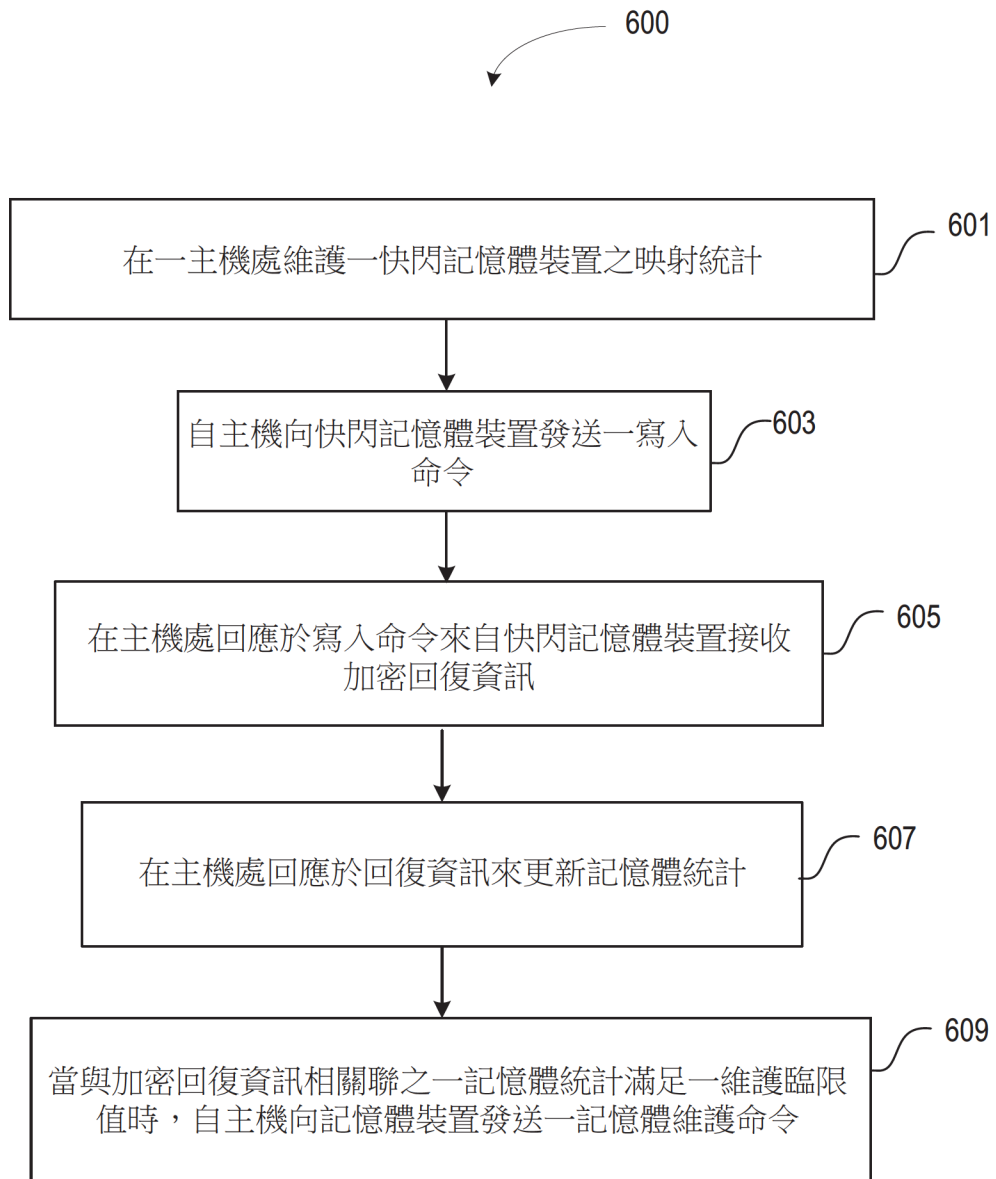 600
在一主機處維護一快閃記憶體裝置之映射統計
601
自主機向快閃記憶體裝置發送一寫入
命令
603
在主機處回應於寫入命令來自快閃記憶體裝置接收
加密回復資訊
605
在主機處回應於回復資訊來更新記憶體統計
607
當與加密回復資訊相關聯之一記憶體統計滿足一維護臨限
值時，自主機向記憶體裝置發送一記憶體維護命令
609